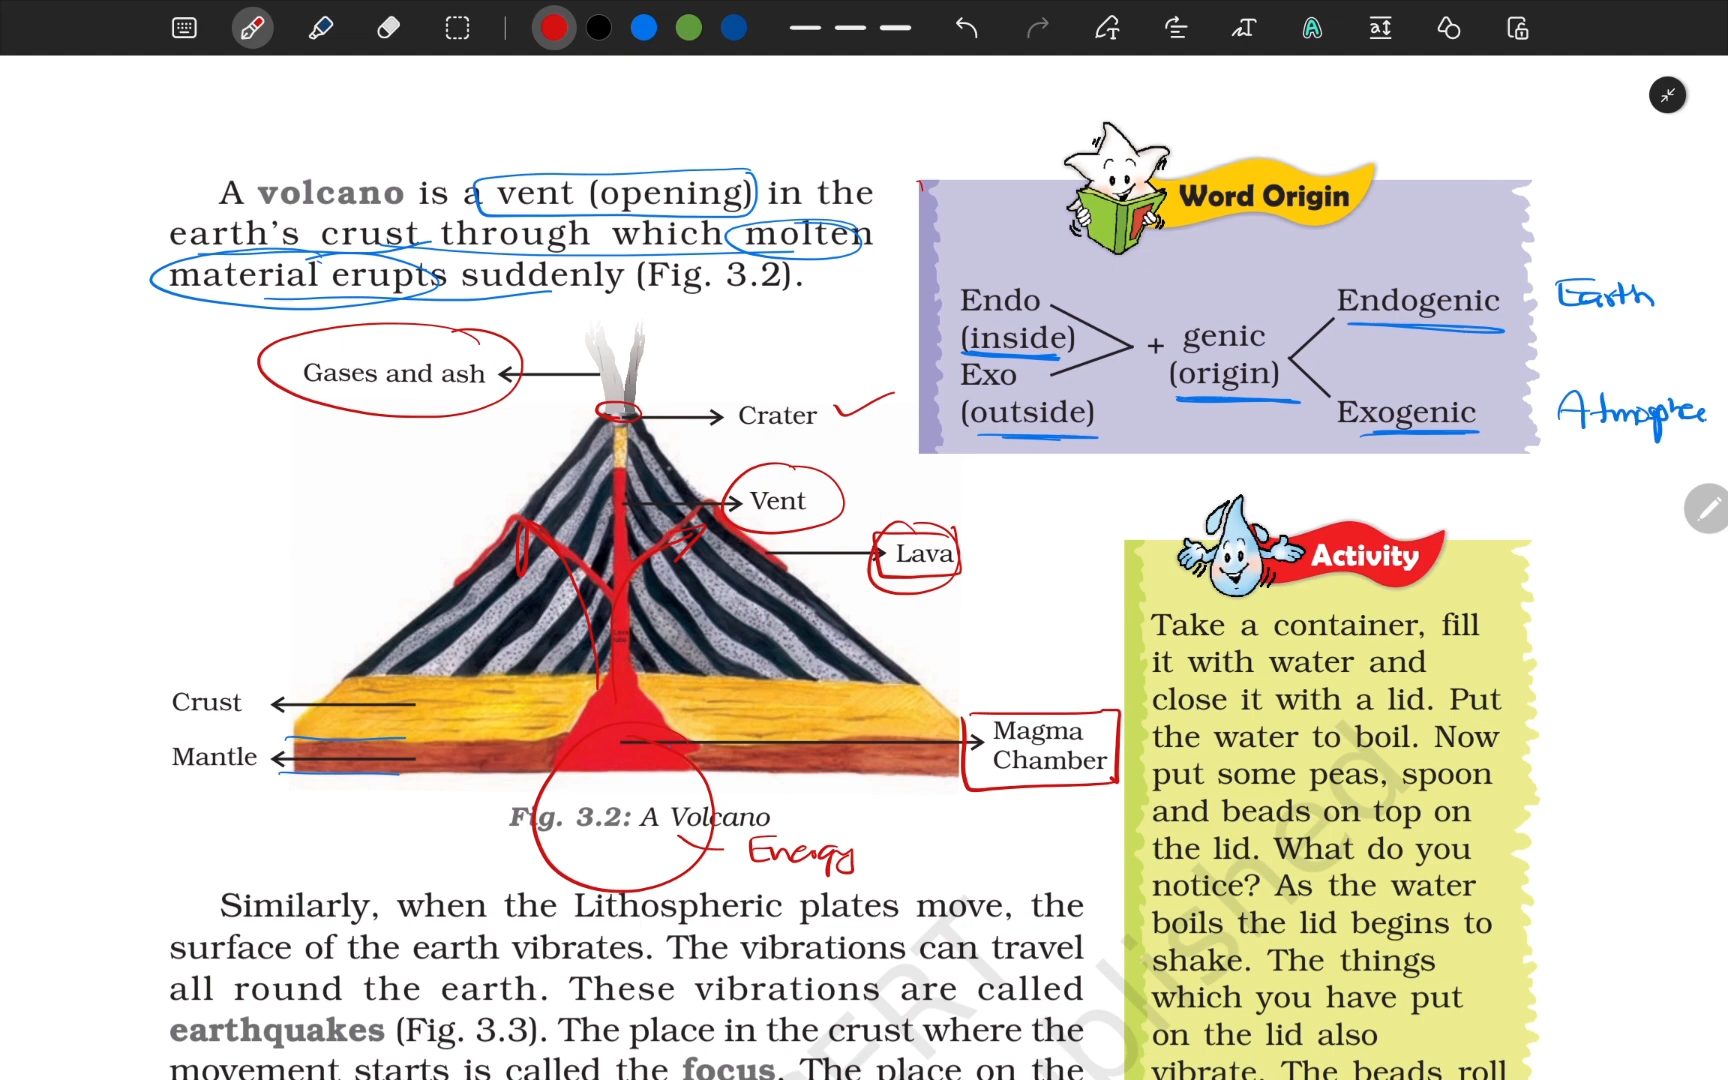 A volcano is a vent (opening) in the
earth's crust through which molten
material erupts suddenly (Fig. 3.2).
Gases and ash
Crater
Vent
Lava
Crust
Mantle
Magma
Chamber
Fig. 3.2: A Volcano
Energy
Similarly, when the Lithospheric plates move, the
surface of the earth vibrates. The vibrations can travel
all round the earth. These vibrations are called
earthquakes (Fig. 3.3). The place in the crust where the
movement starts is called the focus. The place on the
Word Origin
Endo
(inside)
Exo
(outside)
+ genic
(origin)
Endogenic
Exogenic
Earth
Activity
Take a container, fill
it with water and
close it with a lid. Put
the water to boil. Now
put some peas, spoon
and beads on top on
the lid. What do you
notice? As the water
boils the lid begins to
shake. The things
which you have put
on the lid also
vibrate. The beads roll